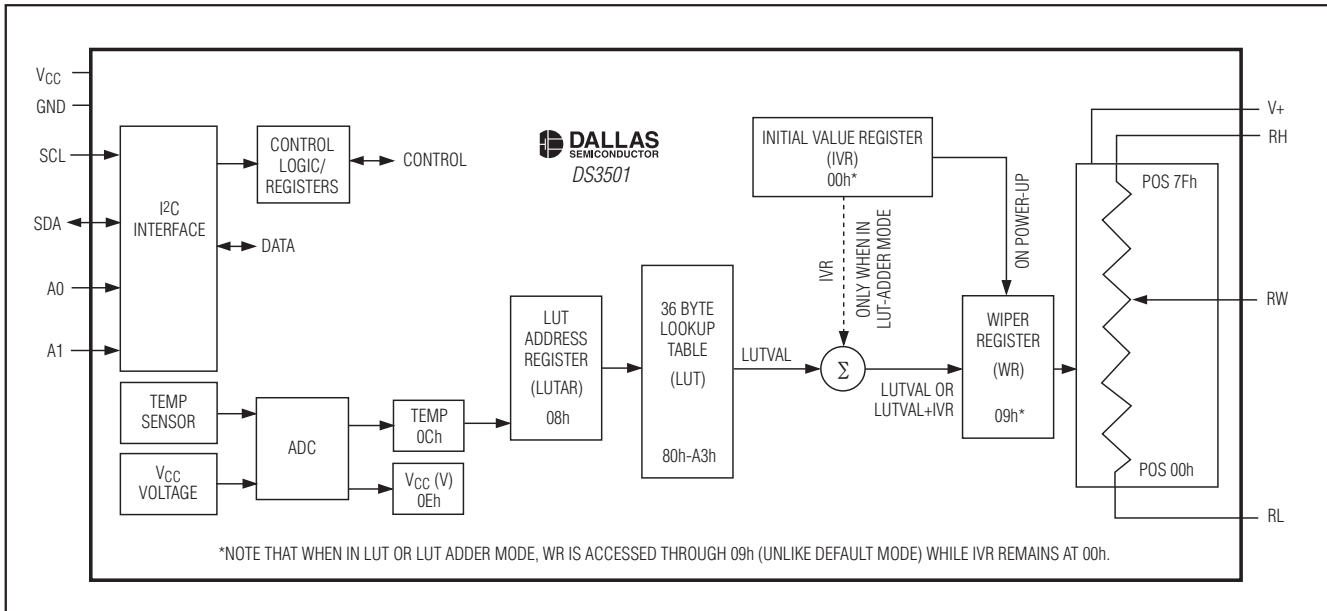 VCC
GND
SCL
SDA
A0
A1
I2C
INTERFACE
CONTROL
LOGIC/
REGISTERS
CONTROL
DATA
TEMP
SENSOR
VCC
VOLTAGE
ADC
TEMP
0Ch
VCC (V)
0Eh
DALLAS
SEMICONDUCTOR
DS3501
LUT
ADDRESS
REGISTER
(LUTAR)
08h
36 BYTE
LOOKUP
TABLE
(LUT)
80h-A3h
LUTVAL
INITIAL VALUE REGISTER
(IVR)
00h*
IVR
ONLY WHEN IN
LUT-ADDER MODE
ON POWER-UP
Σ
LUTVAL OR
LUTVAL+IVR
WIPER
REGISTER
(WR)
09h*
POS 7Fh
POS 00h
V+
RH
RW
RL
*NOTE THAT WHEN IN LUT OR LUT ADDER MODE, WR IS ACCESSED THROUGH 09h (UNLIKE DEFAULT MODE) WHILE IVR REMAINS AT 00h.